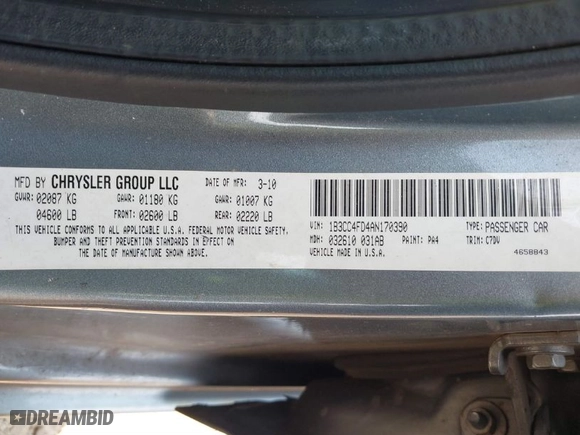 MFD BY CHRYSLER GROUP LLC DATE OF MFR: 3-10
GVWR: 02087 KG GAWR: 01180 KG GAWR: 01007 KG
04600 LB FRONT: 02600 LB REAR: 02220 LB
THIS VEHICLE CONFORMS TO ALL APPLICABLE U.S.A. FEDERAL MOTOR VEHICLE SAFETY,
BUMPER AND THEFT PREVENTION STANDARDS IN EFFECT ON
THE DATE OF MANUFACTURE SHOWN ABOVE.
VIN: 1B3CC4FD4AN170390 TYPE: PASSENGER CAR
MDH: 032610 031AB PAINT: PA4 TRIM: C7DV
VEHICLE MADE IN U.S.A. 4658843
DREAMBID